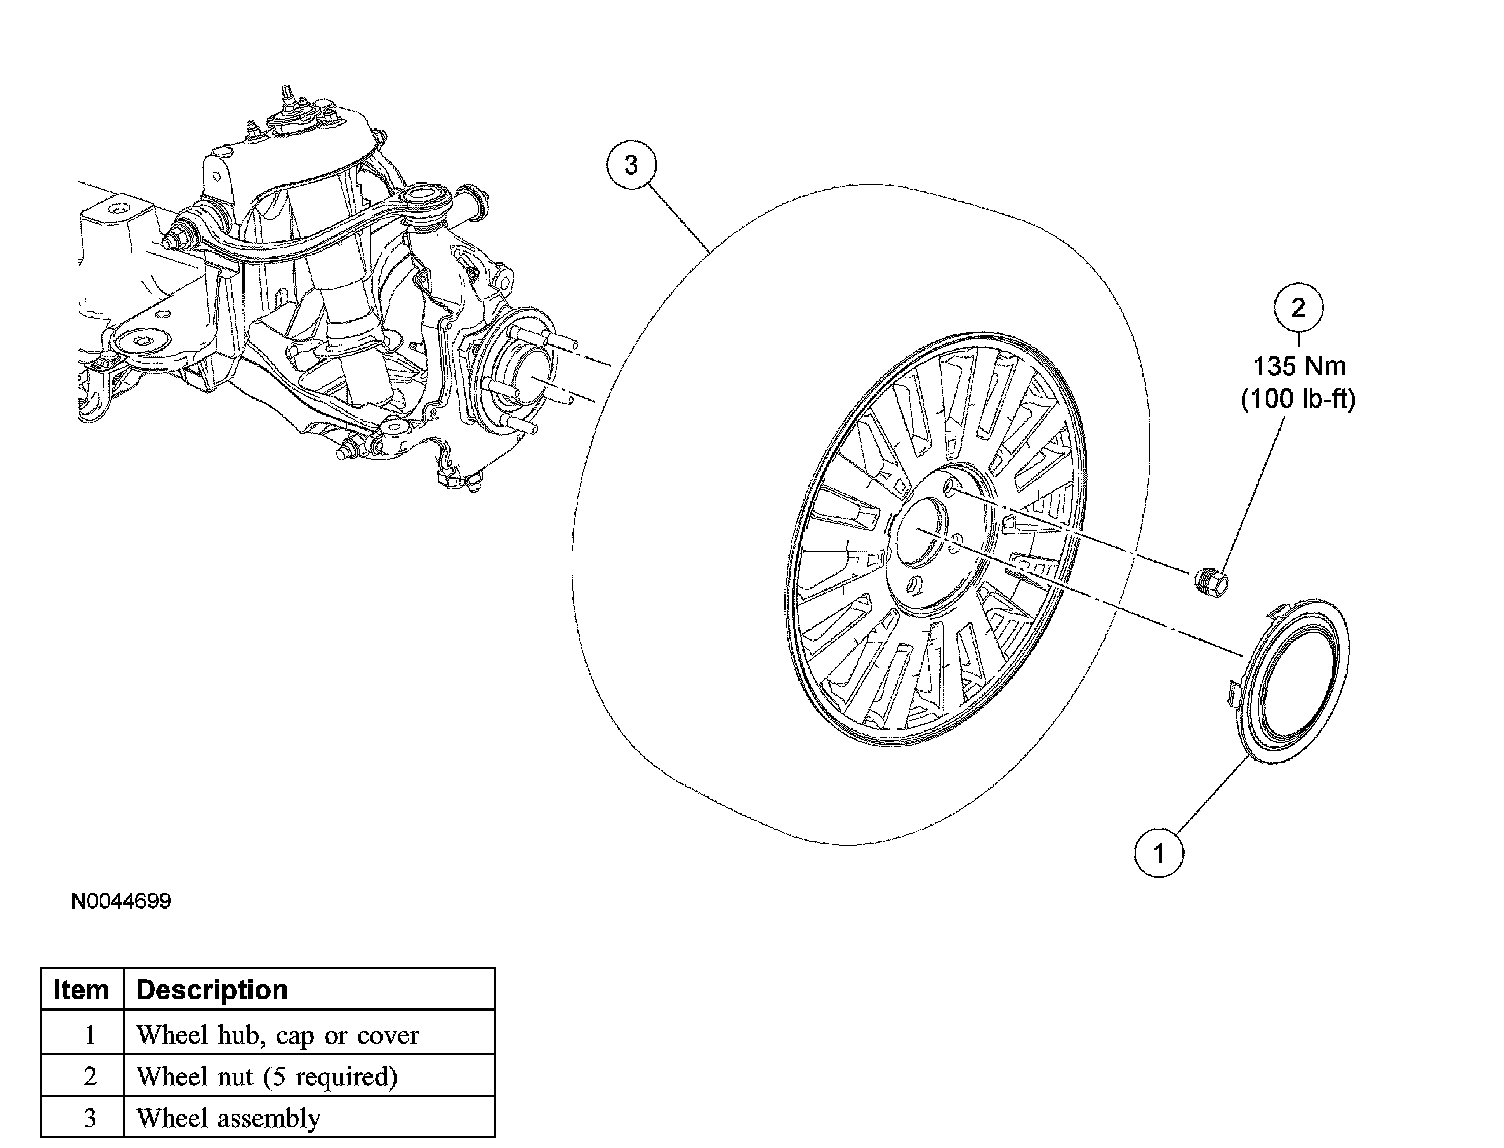 3
2
135 Nm
(100 lb-ft)
1
N0044699
Item Description
1 Wheel hub, cap or cover
2 Wheel nut (5 required)
3 Wheel assembly